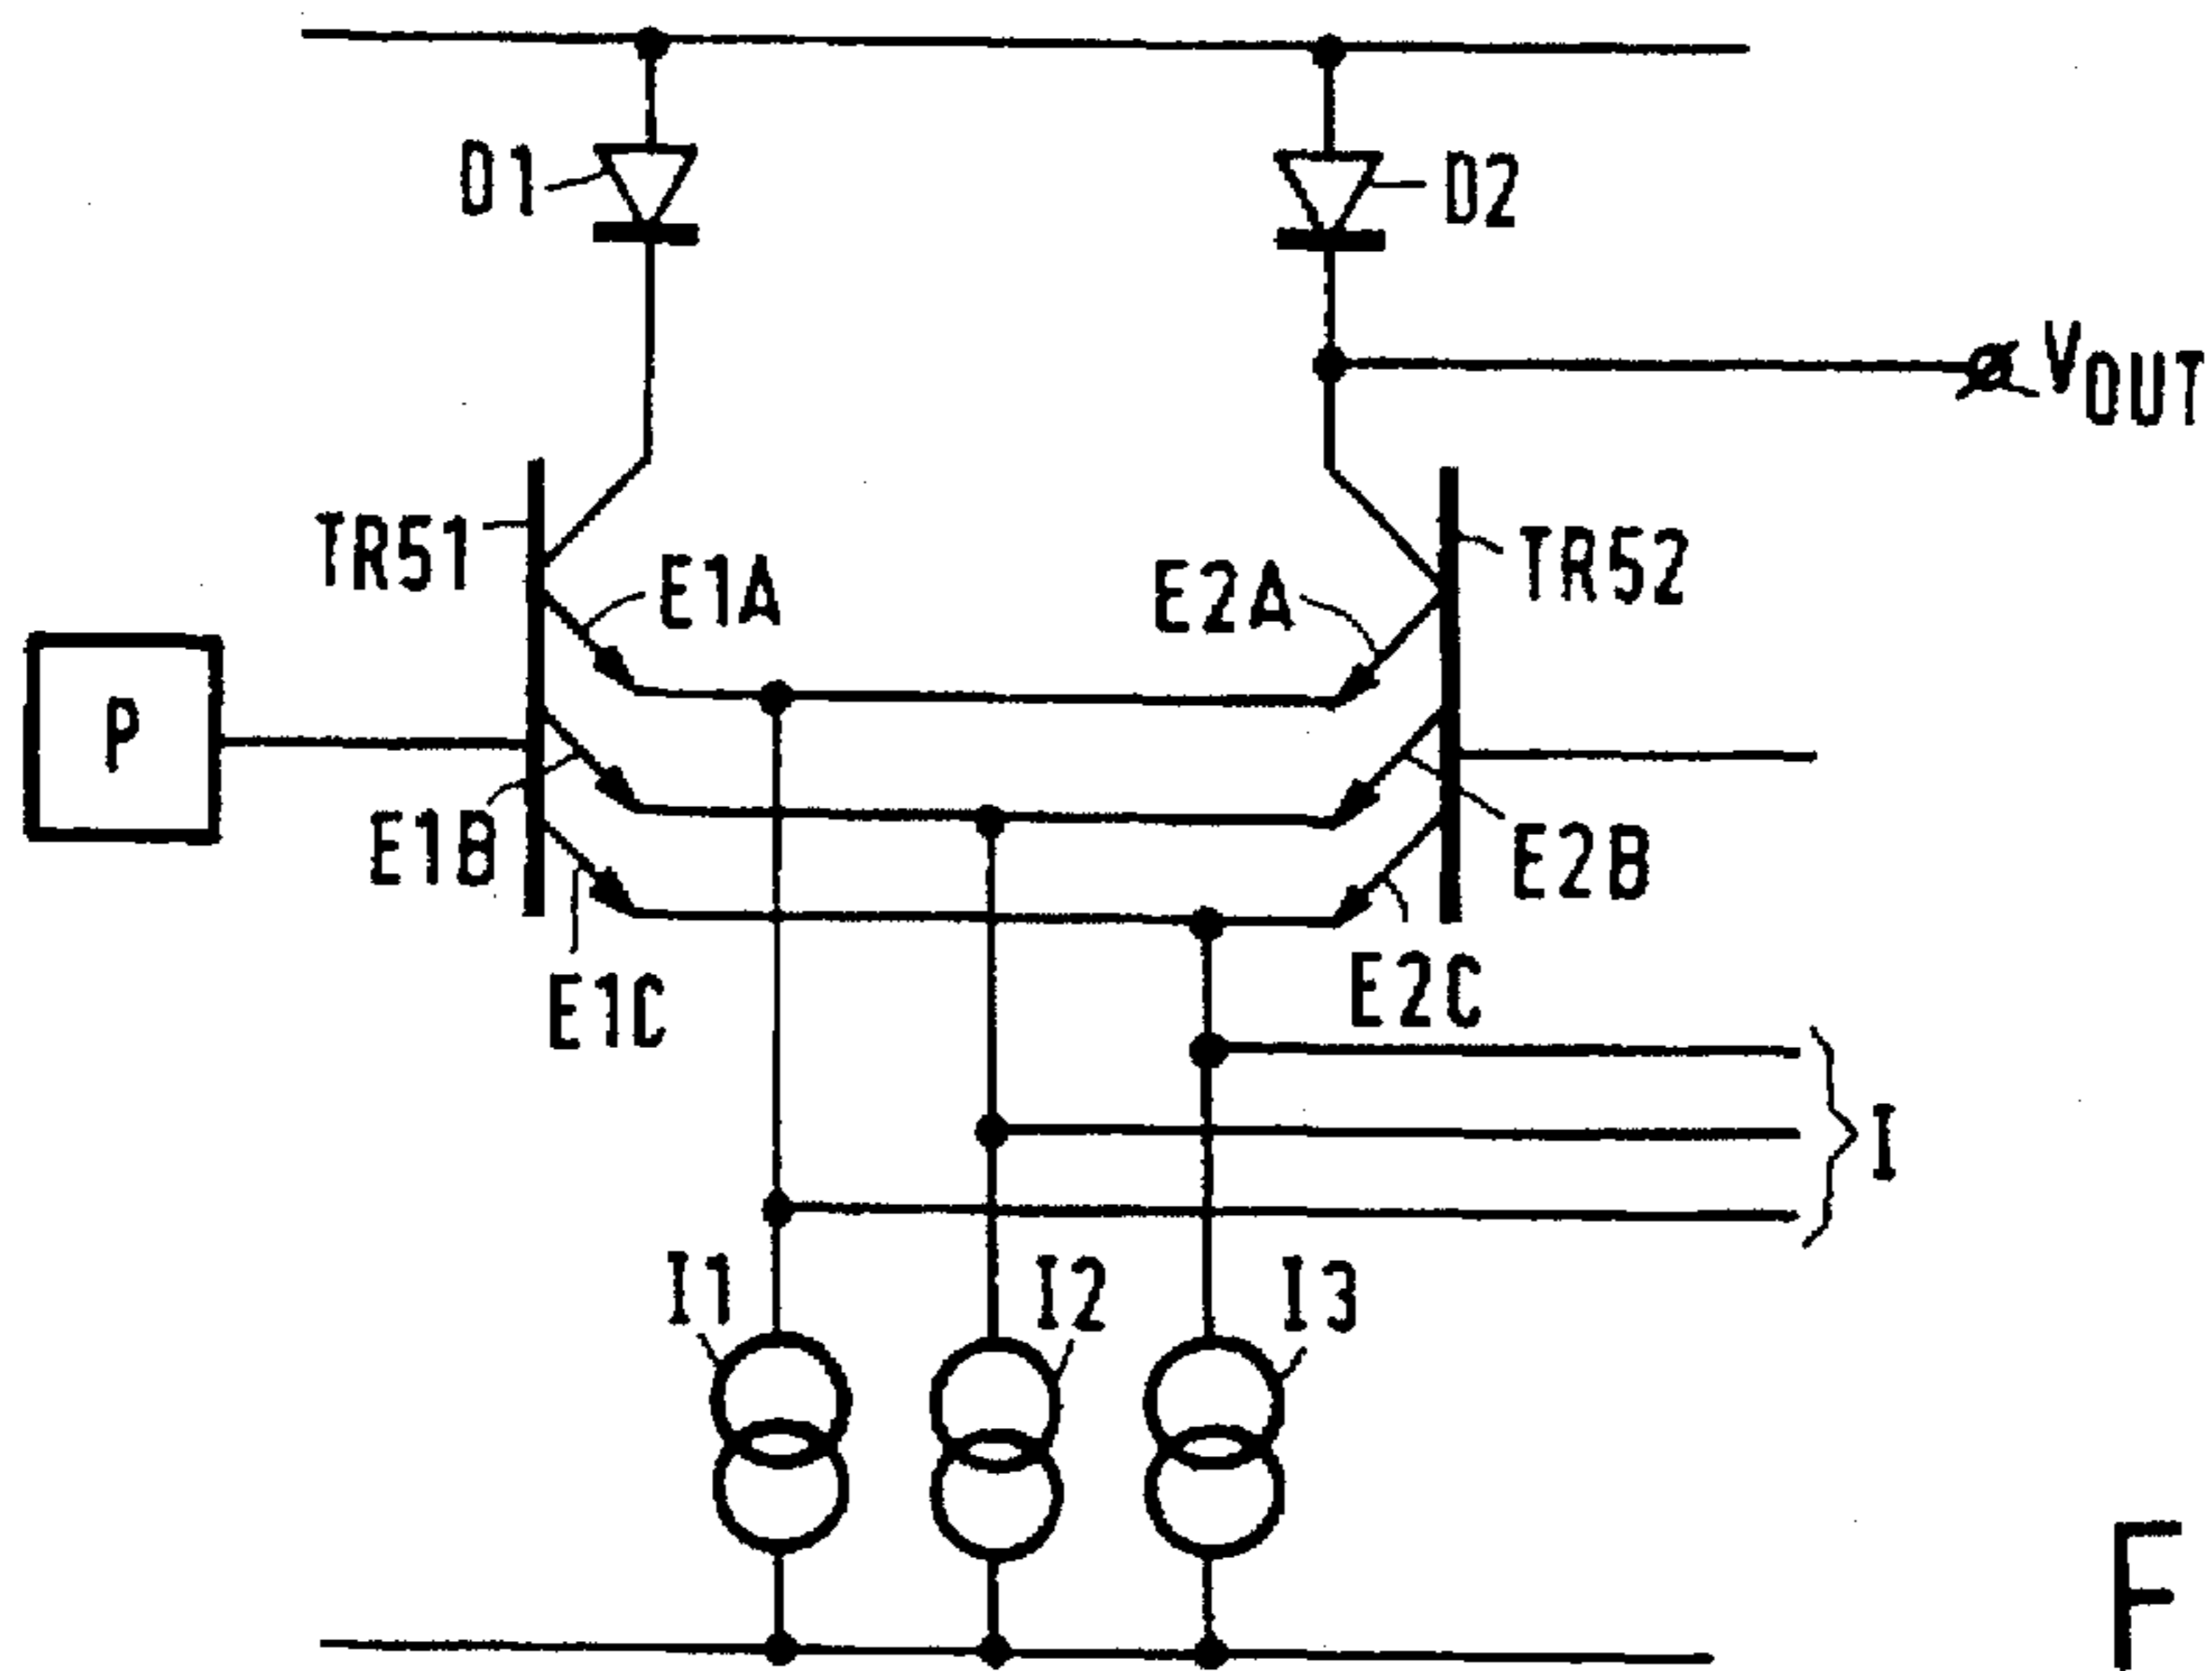 D1
D2
VOUT
TR51
E1A
E2A
TR52
P
E1B
E2B
E1C
E2C
I
I1
I2
I3
F